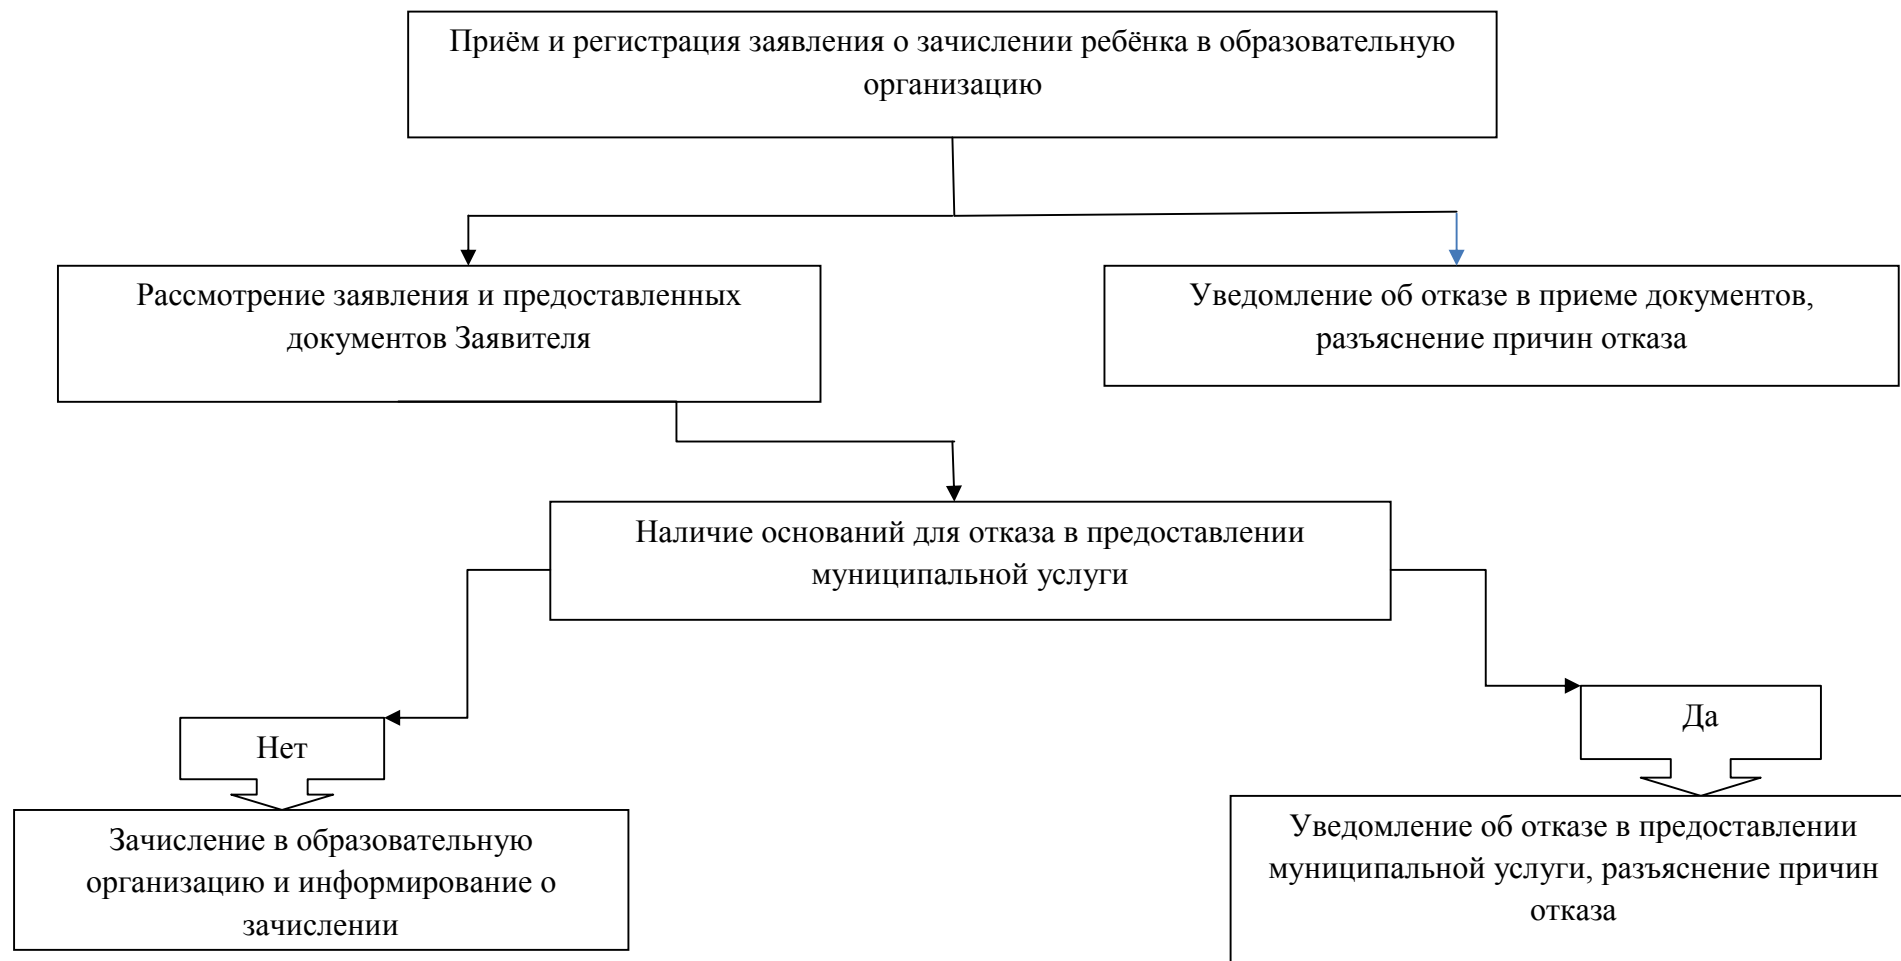 Приём и регистрация заявления о зачислении ребёнка в образовательную
организацию
Рассмотрение заявления и предоставленных
документов Заявителя
Уведомление об отказе в приеме документов,
разъяснение причин отказа
Наличие оснований для отказа в предоставлении
муниципальной услуги
Нет
Да
Зачисление в образовательную
организацию и информирование о
зачислении
Уведомление об отказе в предоставлении
муниципальной услуги, разъяснение причин
отказа